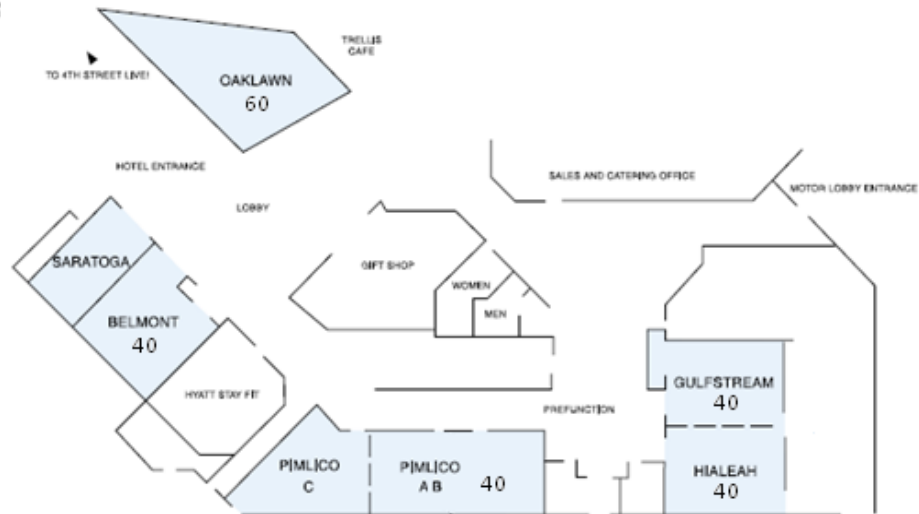 TRELLIS
CAFE
TO 4TH STREET LIVE!
OAKLAWN
60
HOTEL ENTRANCE
SALES AND CATERING OFFICE
MOTOR LOBBY ENTRANCE
LOBBY
SARATOGA
GIFT SHOP
WOMEN
MEN
BELMONT
40
HYATT STAY FIT
GULFSTREAM
40
PREFUNCTION
PIMLICO
C
PIMLICO
A B
40
HIALEAH
40